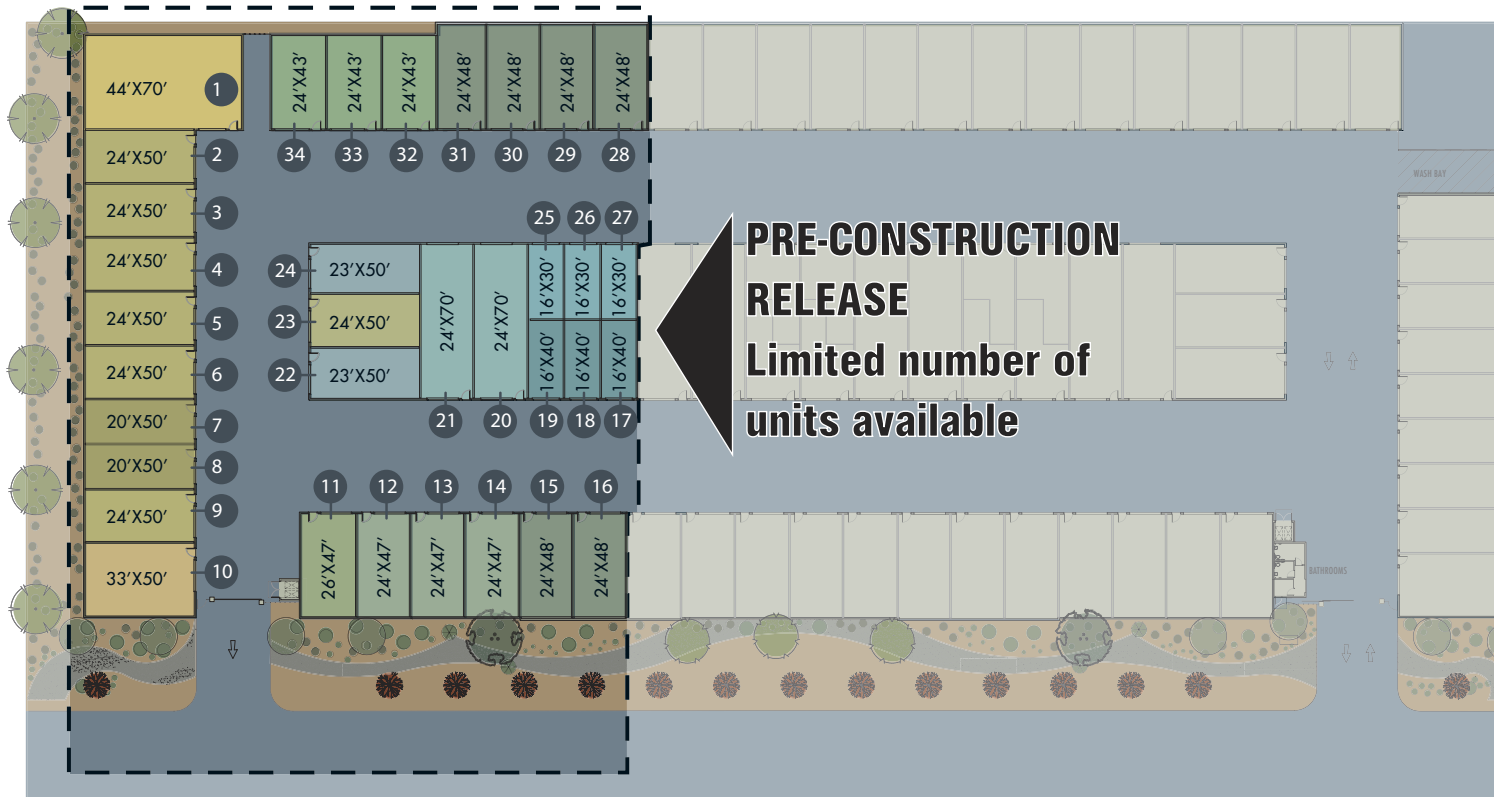 44’X70’
1
24’X50’
2
24’X50’
3
24’X50’
4
24’X50’
5
24’X50’
6
20’X50’
7
20’X50’
8
24’X50’
9
33’X50’
10
24’X43’
24’X43’
24’X43’
24’X48’
24’X48’
24’X48’
24’X48’
34
33
32
31
30
29
28
25
26
27
24
23’X50’
23
24’X50’
22
23’X50’
24’X70’
24’X70’
16’X30’
16’X30’
16’X30’
16’X40’
16’X40’
16’X40’
21
20
19
18
17
11
12
13
14
15
16
26’X47’
24’X47’
24’X47’
24’X47’
24’X48’
24’X48’
PRE-CONSTRUCTION
RELEASE
Limited number of
units available
WASH BAY
BATHROOMS